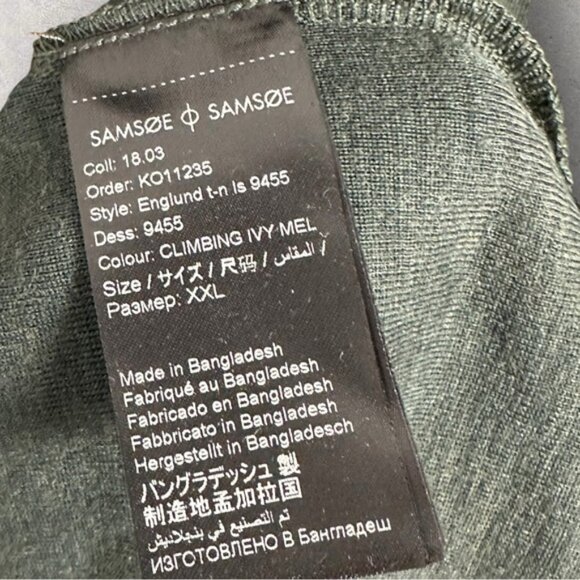 SAMSØE ϕ SAMSØE
Coll: 18.03
Order: KO11235
Style: Englund t-n ls 9455
Dess: 9455
Colour: CLIMBING IVY MEL
Size / サイズ / 尺码 / المقاس /
Размер: XXL
Made in Bangladesh
Fabriqué au Bangladesh
Fabricado en Bangladesh
Fabbricato in Bangladesh
Hergestellt in Bangladesch
バングラデッシュ 製
制造地孟加拉国
تم التصنيع في بنجلاديش
ИЗГОТОВЛЕНО В Бангладеш